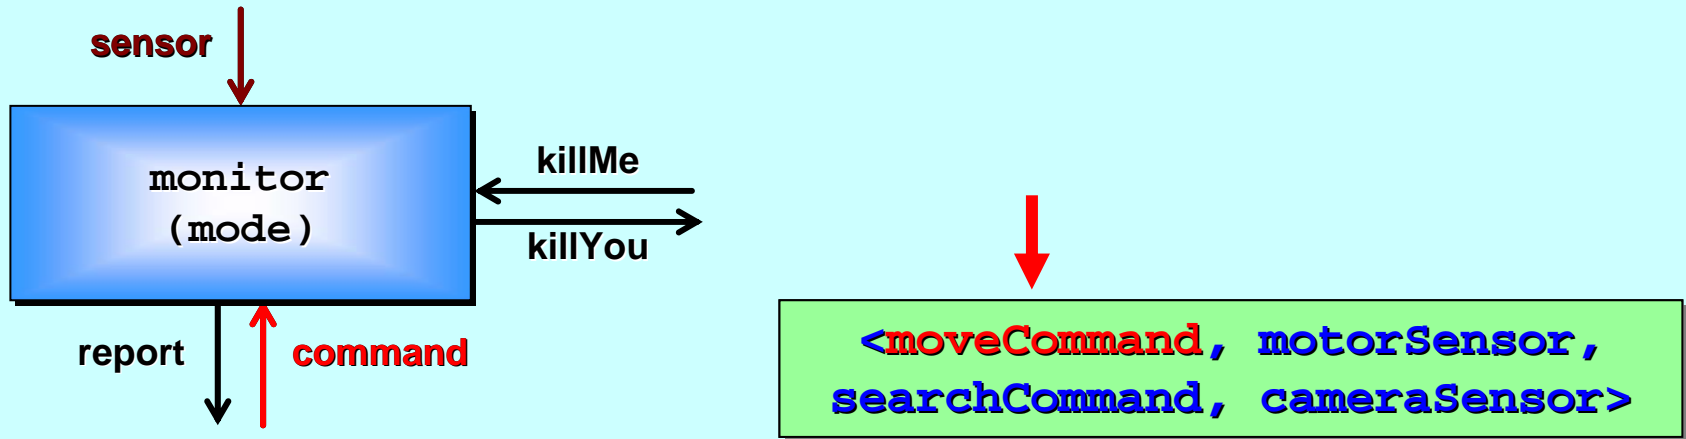 sensor
monitor
(mode)
killMe
killYou
report
command
<moveCommand, motorSensor,
searchCommand, cameraSensor>